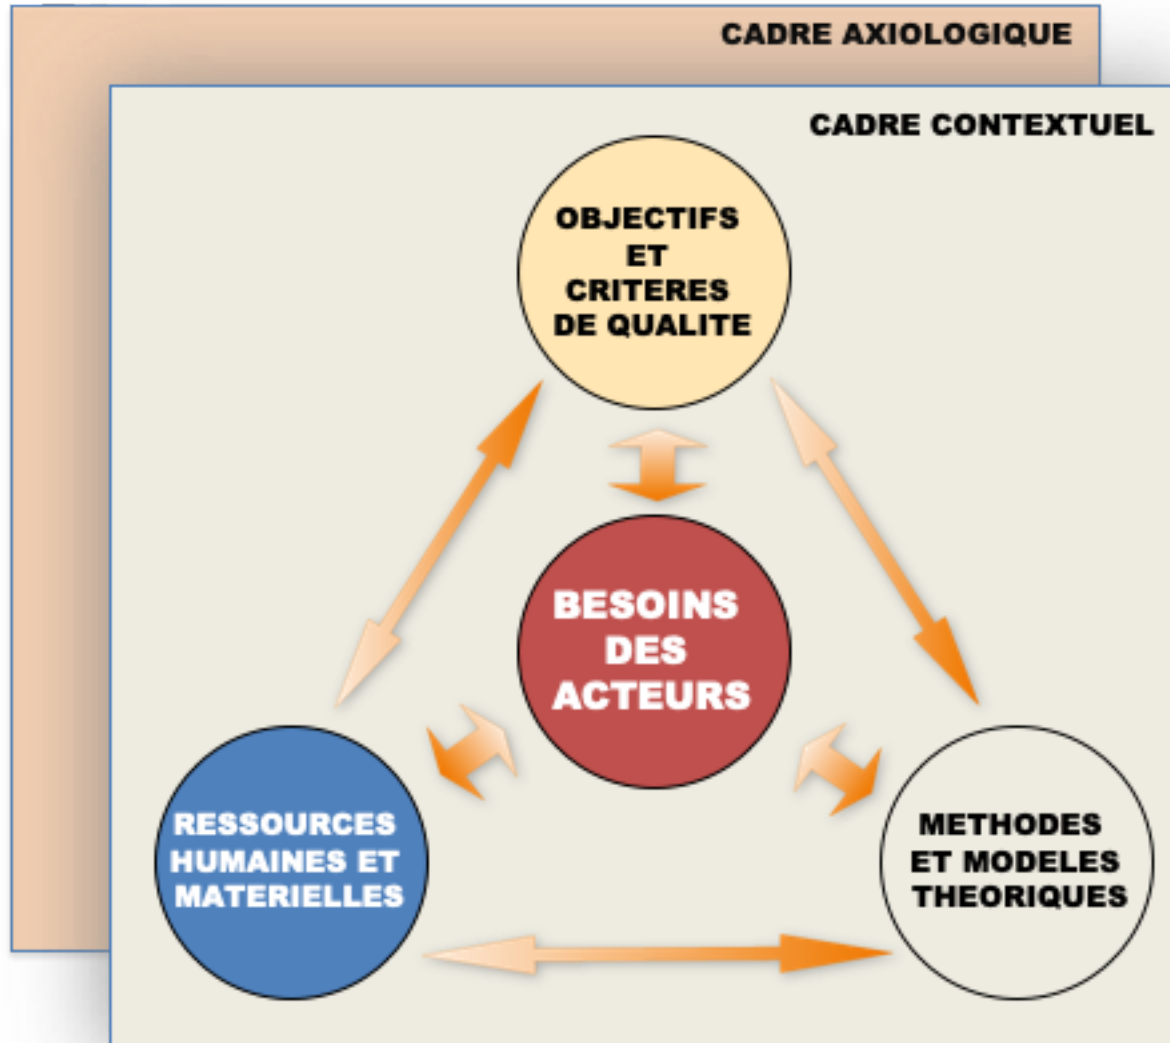 CADRE AXIOLOGIQUE
CADRE CONTEXTUEL
OBJECTIFS
ET
CRITERES
DE QUALITE
BESOINS
DES
ACTEURS
RESSOURCES
HUMAINES ET
MATERIELLES
METHODES
ET MODELES
THEORIQUES